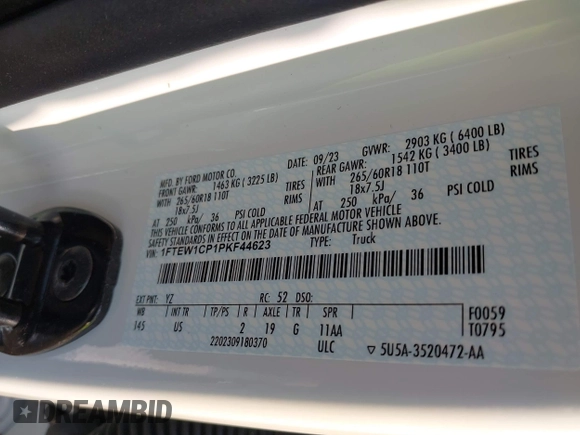 MFD. BY FORD MOTOR CO.
DATE: 09/23
GVWR: 2903 KG ( 6400 LB)
FRONT GAWR: 1463 KG ( 3225 LB)
REAR GAWR: 1542 KG ( 3400 LB)
WITH 265/60R18 110T TIRES
WITH 265/60R18 110T TIRES
18x7.5J RIMS
18x7.5J RIMS
AT 250 kPa/ 36 PSI COLD
AT 250 kPa/ 36 PSI COLD
THIS VEHICLE CONFORMS TO ALL APPLICABLE FEDERAL MOTOR VEHICLE
SAFETY STANDARDS IN EFFECT ON THE DATE OF MANUFACTURE SHOWN ABOVE.
VIN: 1FTEW1CP1PKF44623
TYPE: Truck
EXT PNT: YZ RC: 52 DSO:
WB INT TR TP/PS R AXLE TR SPR
145 US 2 19 G 11AA
F0059
T0795
2202309180370
ULC
▽ 5U5A-3520472-AA
DREAMBID